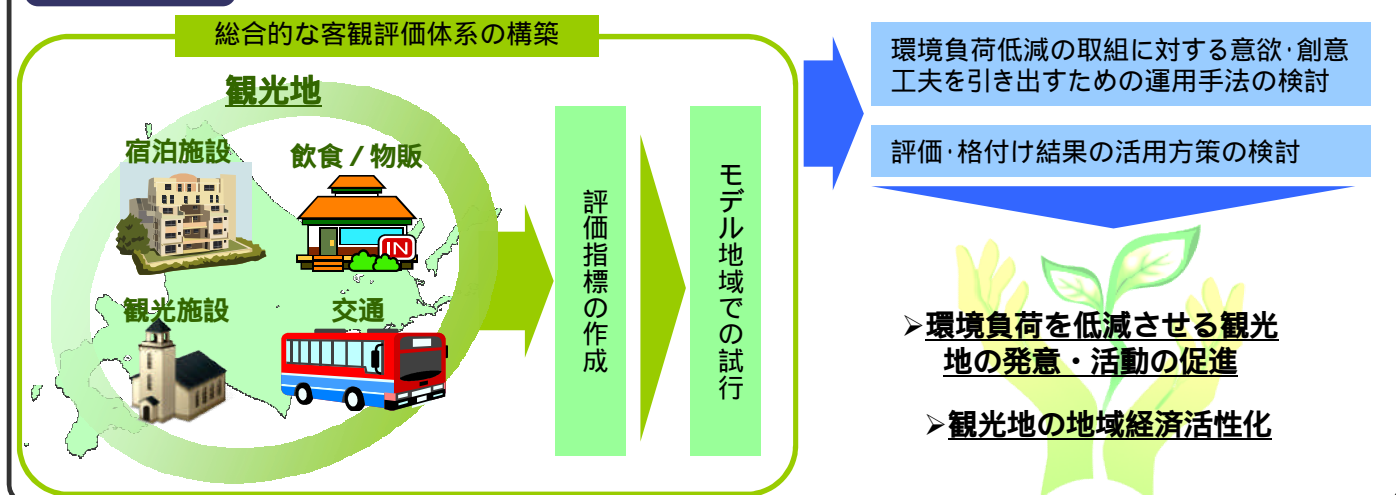 総合的な客観評価体系の構築
観光地
宿泊施設
飲食/物販
IN
観光施設
交通
評価指標の作成
モデル地域での試行
環境負荷低減の取組に対する意欲・創意
工夫を引き出すための運用手法の検討
評価・格付け結果の活用方策の検討
➢環境負荷を低減させる観光
地の発意・活動の促進
➢観光地の地域経済活性化